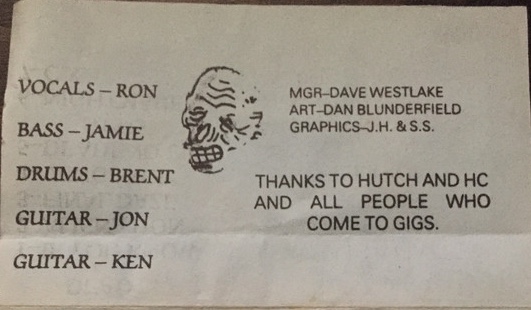 VOCALS – RON
BASS – JAMIE
DRUMS – BRENT
GUITAR – JON
GUITAR – KEN
MGR–DAVE WESTLAKE
ART–DAN BLUNDERFIELD
GRAPHICS–J.H. & S.S.
THANKS TO HUTCH AND HC
AND ALL PEOPLE WHO
COME TO GIGS.